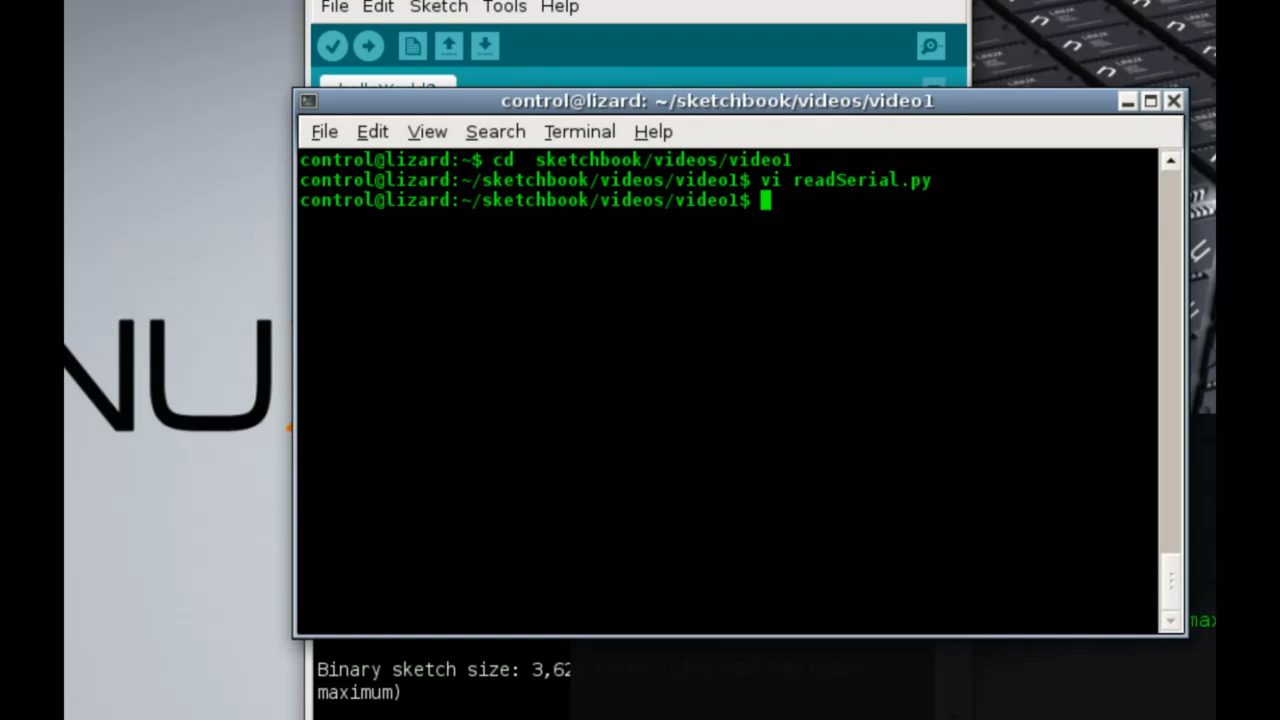 File Edit Sketch Tools Help
control@lizard: ~/sketchbook/videos/video1
File Edit View Search Terminal Help
control@lizard:~$ cd  sketchbook/videos/video1
control@lizard:~/sketchbook/videos/video1$ vi readSerial.py
control@lizard:~/sketchbook/videos/video1$
NU
max
Binary sketch size: 3,62
maximum)